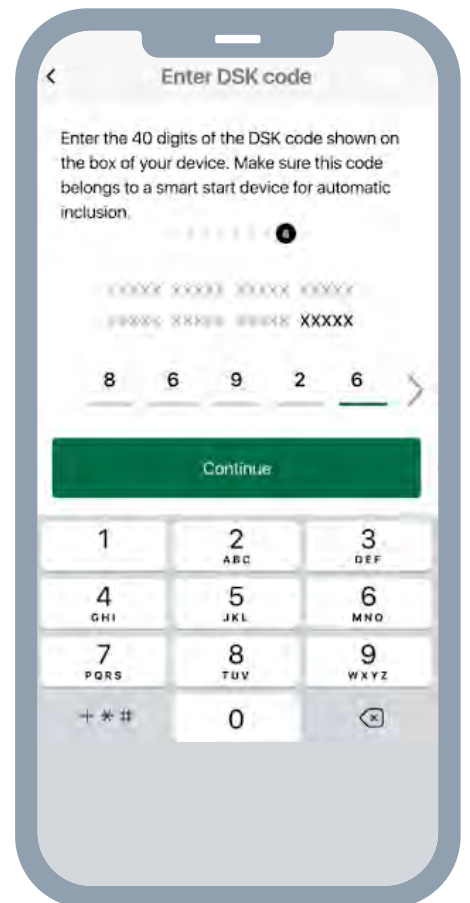 Enter DSK code
Enter the 40 digits of the DSK code shown on
the box of your device. Make sure this code
belongs to a smart start device for automatic
inclusion.
8
XXXXX XXXXX XXXXX XXXXX
XXXXX XXXXX XXXXX XXXXX
8 6 9 2 6
Continue
1 2 3
ABC DEF
4 5 6
GHI JKL MNO
7 8 9
PQRS TUV WXYZ
+ * # 0